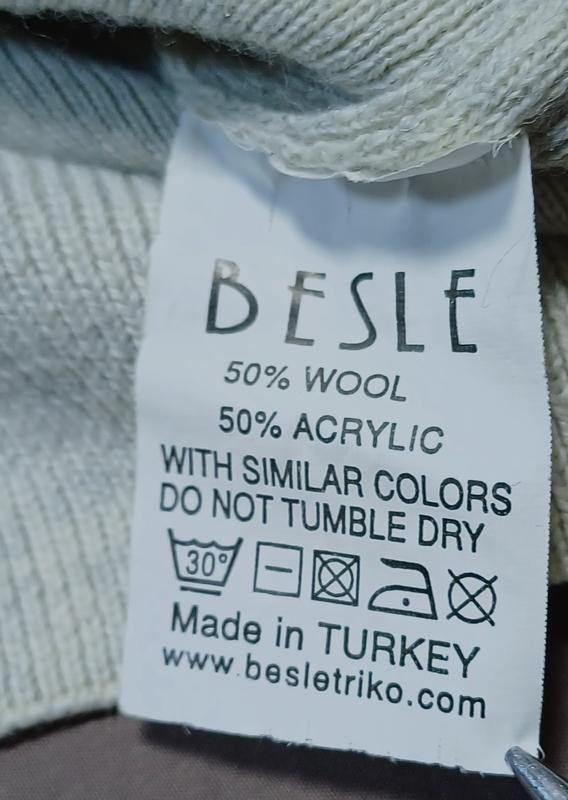 BESLE
50% WOOL
50% ACRYLIC
WITH SIMILAR COLORS
DO NOT TUMBLE DRY
30°
Made in TURKEY
www.besletriko.com